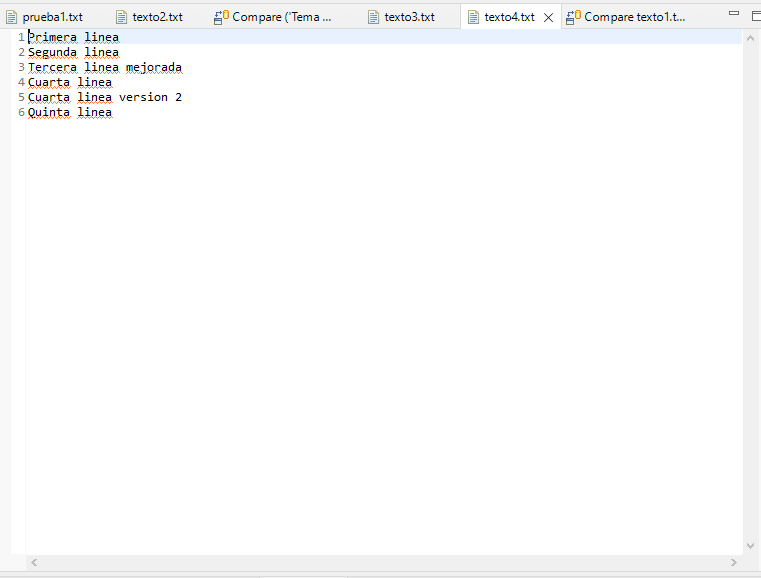 prueba1.txt texto2.txt Compare ('Tema ... texto3.txt texto4.txt Compare texto1.t...
1 Primera linea
2 Segunda linea
3 Tercera linea mejorada
4 Cuarta linea
5 Cuarta linea version 2
6 Quinta linea